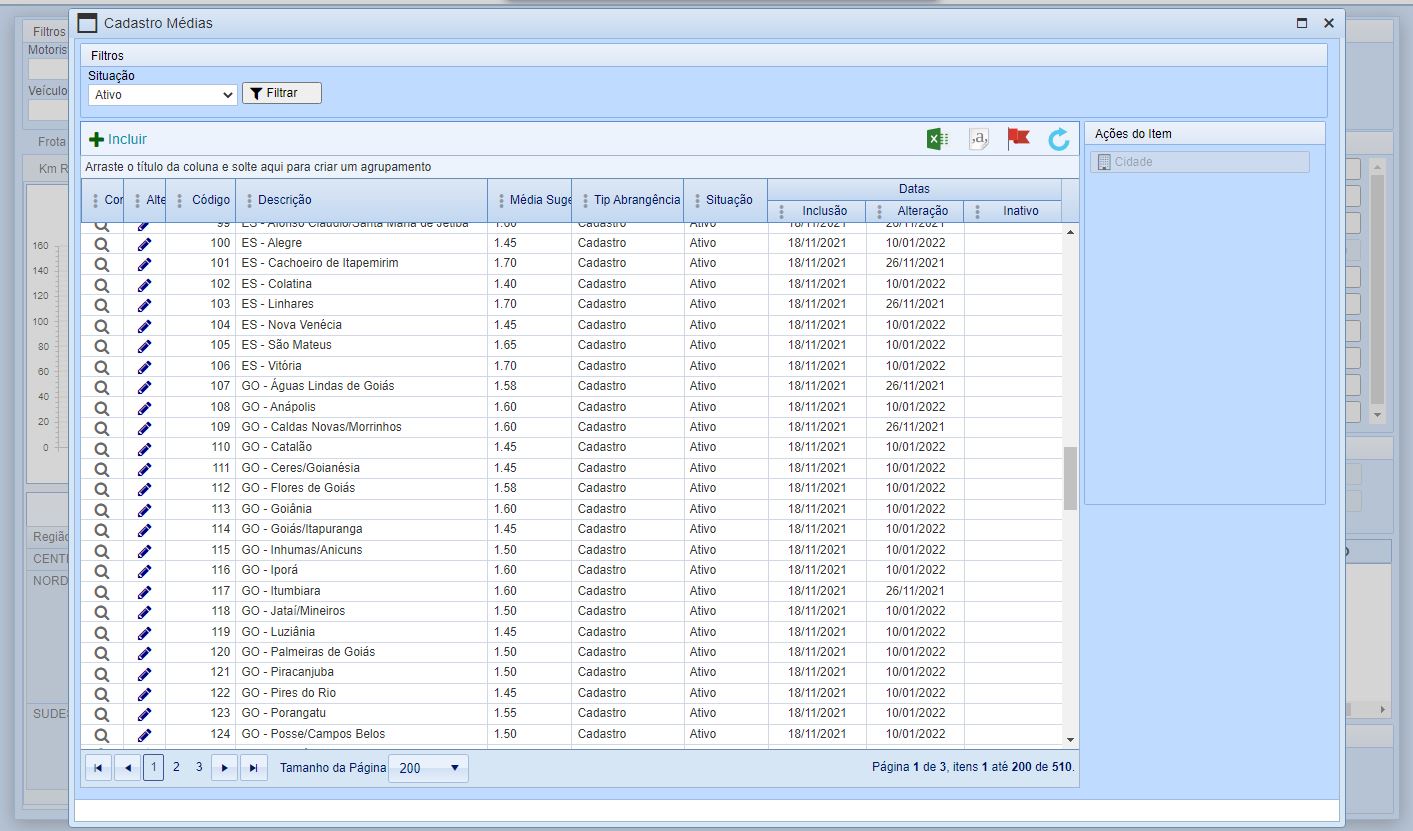 Cadastro Médias
Filtros
Situação
Ativo
Filtrar
Incluir
Ações do Item
Cidade
Arraste o título da coluna e solte aqui para criar um agrupamento
Cor Alte Código Descrição Média Suge Tip Abrangência Situação Datas
Inclusão Alteração Inativo
99 ES - Afonso Cláudio/Santa Maria de Jetibá 1.60 Cadastro Ativo 18/11/2021 26/11/2021
100 ES - Alegre 1.45 Cadastro Ativo 18/11/2021 10/01/2022
101 ES - Cachoeiro de Itapemirim 1.70 Cadastro Ativo 18/11/2021 26/11/2021
102 ES - Colatina 1.40 Cadastro Ativo 18/11/2021 10/01/2022
103 ES - Linhares 1.70 Cadastro Ativo 18/11/2021 26/11/2021
104 ES - Nova Venécia 1.45 Cadastro Ativo 18/11/2021 10/01/2022
105 ES - São Mateus 1.65 Cadastro Ativo 18/11/2021 10/01/2022
106 ES - Vitória 1.70 Cadastro Ativo 18/11/2021 10/01/2022
107 GO - Águas Lindas de Goiás 1.58 Cadastro Ativo 18/11/2021 26/11/2021
108 GO - Anápolis 1.60 Cadastro Ativo 18/11/2021 10/01/2022
109 GO - Caldas Novas/Morrinhos 1.60 Cadastro Ativo 18/11/2021 26/11/2021
110 GO - Catalão 1.45 Cadastro Ativo 18/11/2021 10/01/2022
111 GO - Ceres/Goianésia 1.45 Cadastro Ativo 18/11/2021 10/01/2022
112 GO - Flores de Goiás 1.58 Cadastro Ativo 18/11/2021 10/01/2022
113 GO - Goiânia 1.60 Cadastro Ativo 18/11/2021 10/01/2022
114 GO - Goiás/Itapuranga 1.45 Cadastro Ativo 18/11/2021 10/01/2022
115 GO - Inhumas/Anicuns 1.50 Cadastro Ativo 18/11/2021 10/01/2022
116 GO - Iporá 1.60 Cadastro Ativo 18/11/2021 10/01/2022
117 GO - Itumbiara 1.60 Cadastro Ativo 18/11/2021 26/11/2021
118 GO - Jataí/Mineiros 1.50 Cadastro Ativo 18/11/2021 10/01/2022
119 GO - Luziânia 1.45 Cadastro Ativo 18/11/2021 10/01/2022
120 GO - Palmeiras de Goiás 1.50 Cadastro Ativo 18/11/2021 10/01/2022
121 GO - Piracanjuba 1.50 Cadastro Ativo 18/11/2021 10/01/2022
122 GO - Pires do Rio 1.45 Cadastro Ativo 18/11/2021 10/01/2022
123 GO - Porangatu 1.55 Cadastro Ativo 18/11/2021 10/01/2022
124 GO - Posse/Campos Belos 1.50 Cadastro Ativo 18/11/2021 10/01/2022
1 2 3 Tamanho da Página 200 Página 1 de 3, itens 1 até 200 de 510.
Filtros
Motoris
Veículo
Frota
Km R
160
140
120
100
80
60
40
20
0
Região
CENT
NORD
SUDE